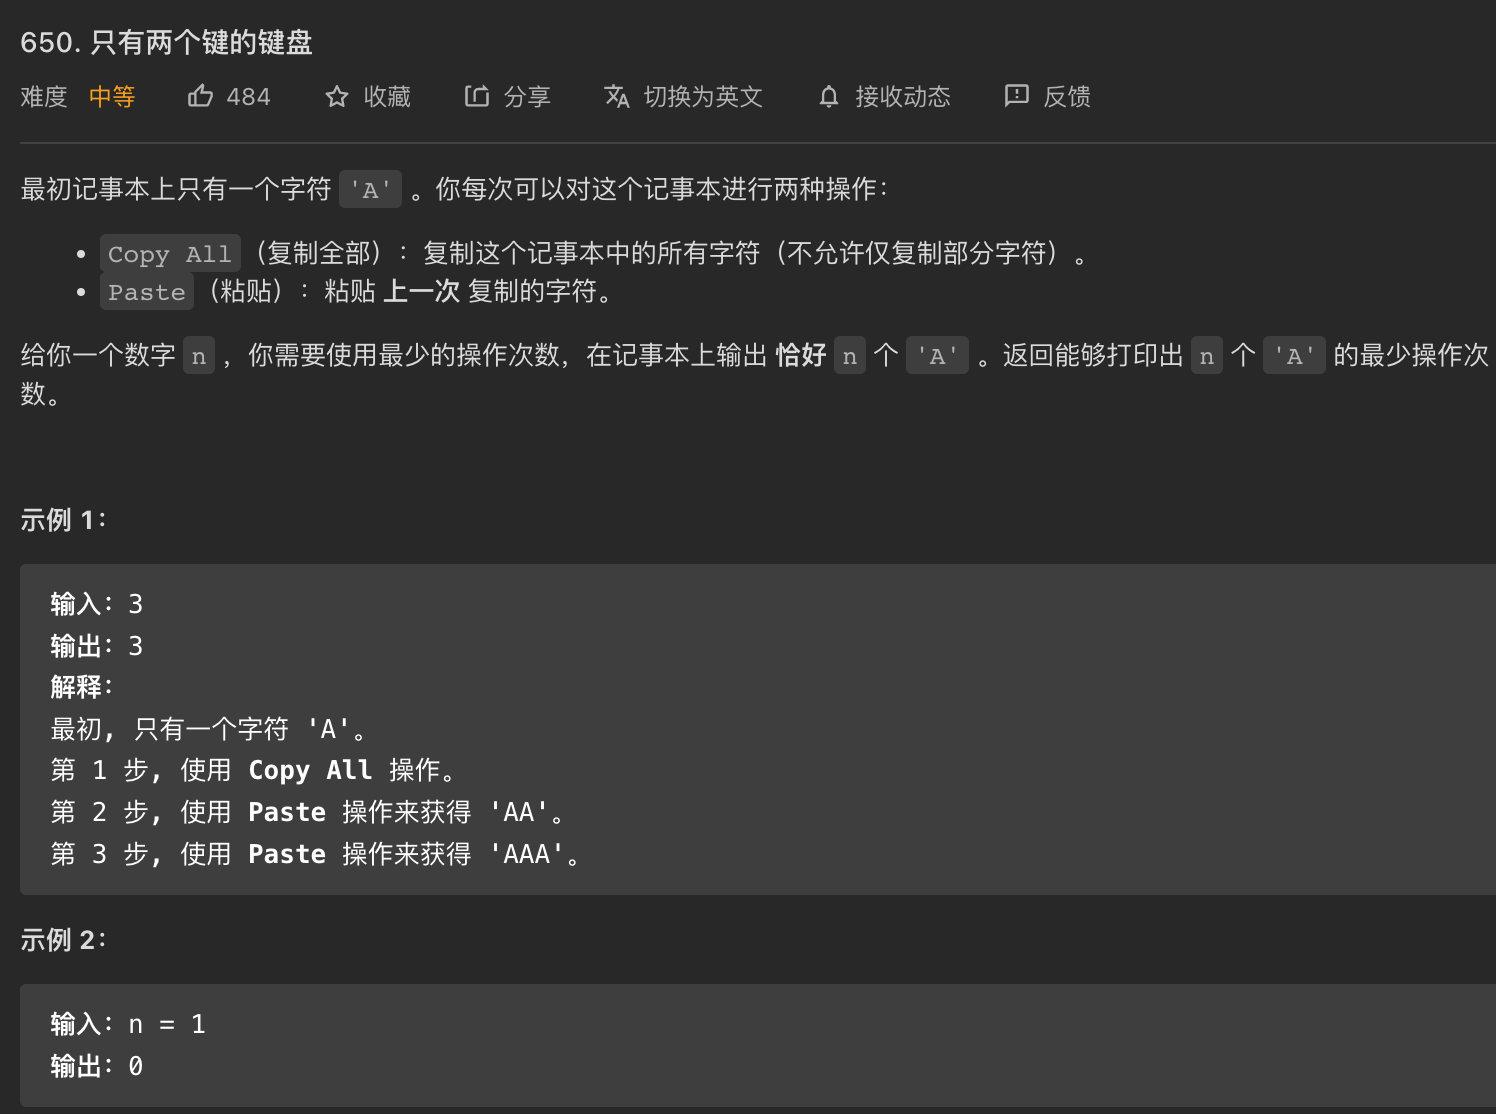 650. 只有两个键的键盘
难度 中等 484 收藏 分享 切换为英文 接收动态 反馈
最初记事本上只有一个字符 'A' 。你每次可以对这个记事本进行两种操作：
• Copy All（复制全部）：复制这个记事本中的所有字符（不允许仅复制部分字符）。
• Paste（粘贴）：粘贴 上一次 复制的字符。
给你一个数字 n ，你需要使用最少的操作次数，在记事本上输出 恰好 n 个 'A' 。返回能够打印出 n 个 'A' 的最少操作次
数。
示例 1：
输入：3
输出：3
解释：
最初, 只有一个字符 'A'。
第 1 步, 使用 Copy All 操作。
第 2 步, 使用 Paste 操作来获得 'AA'。
第 3 步, 使用 Paste 操作来获得 'AAA'。
示例 2：
输入：n = 1
输出：0